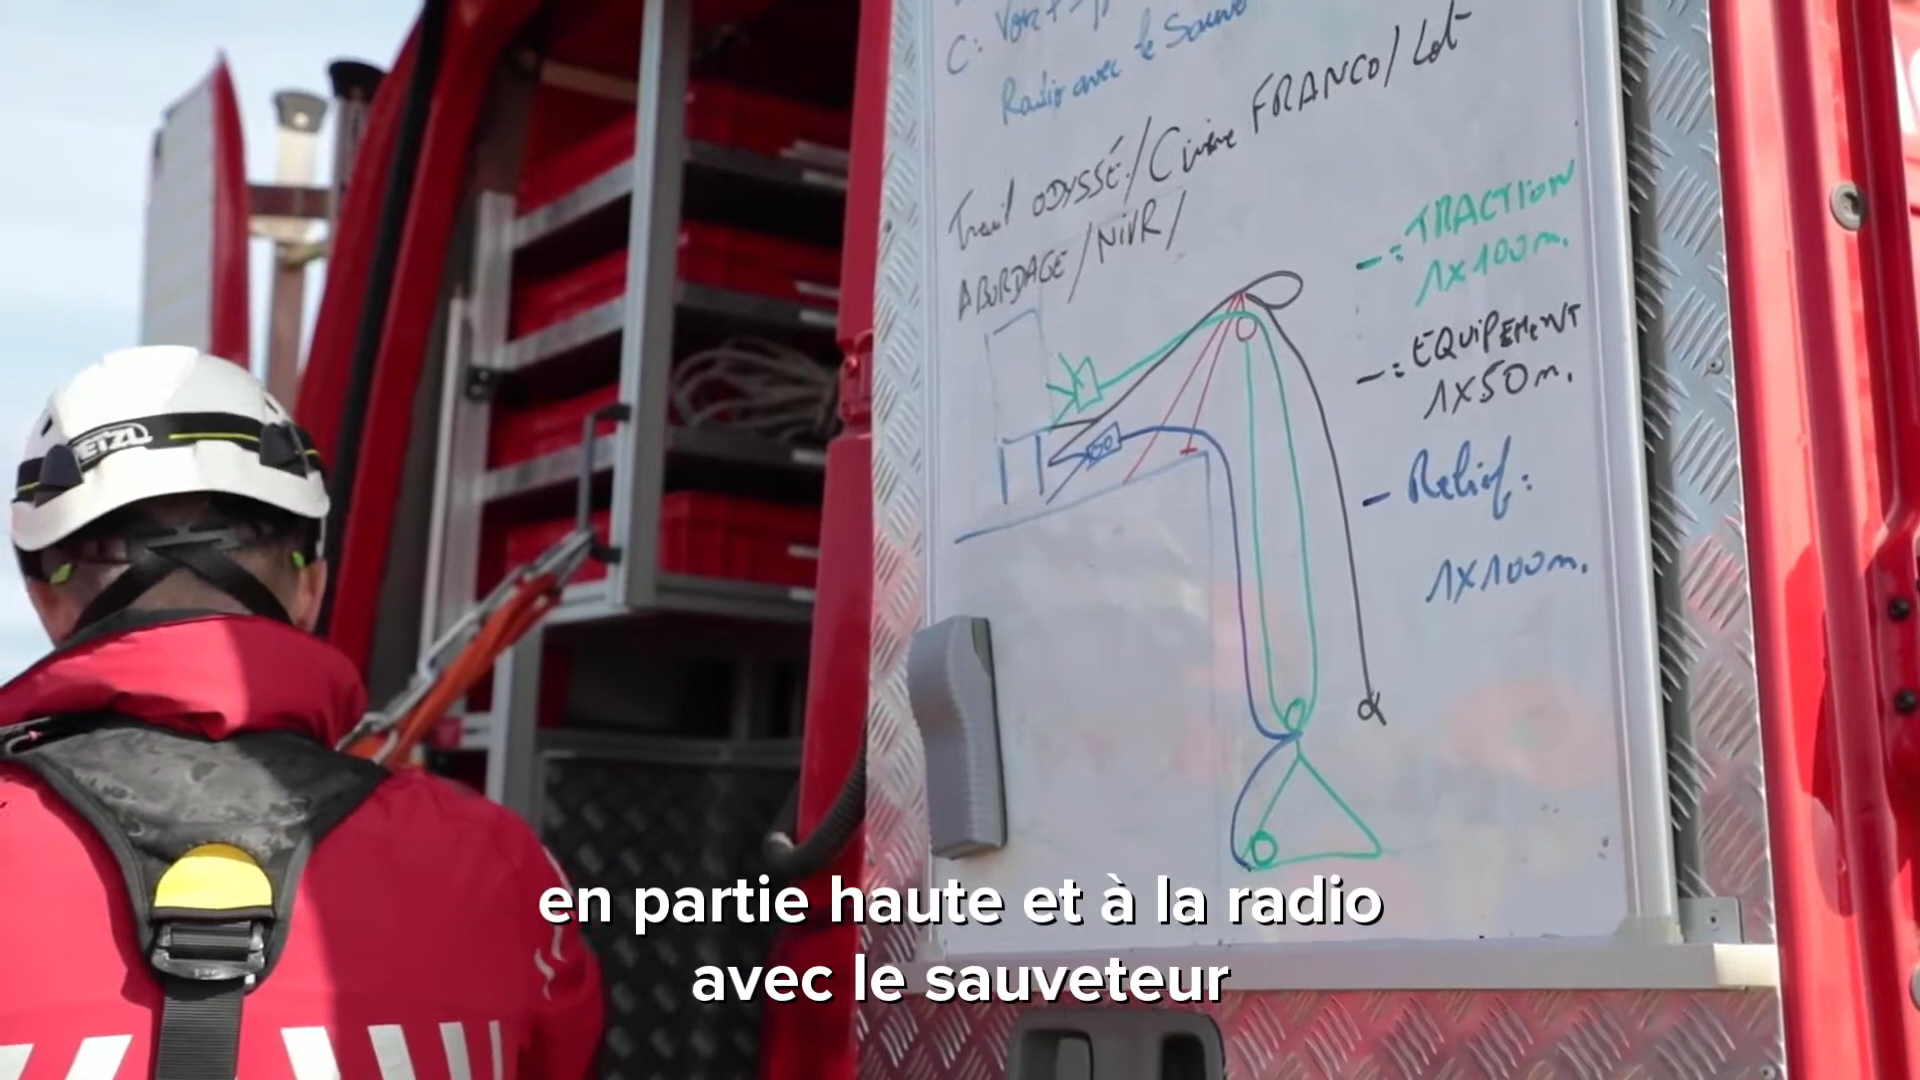 C:
Radio avec le Sauve
Treuil ODYSSÉ/Civière FRANCO/Lot
ABORDAGE/NiVR/
-: TRACTION
1X100m.
-: EQUiPEMeNT
1X50m.
- Relief:
1X100m.
PETZL
en partie haute et à la radio
avec le sauveteur